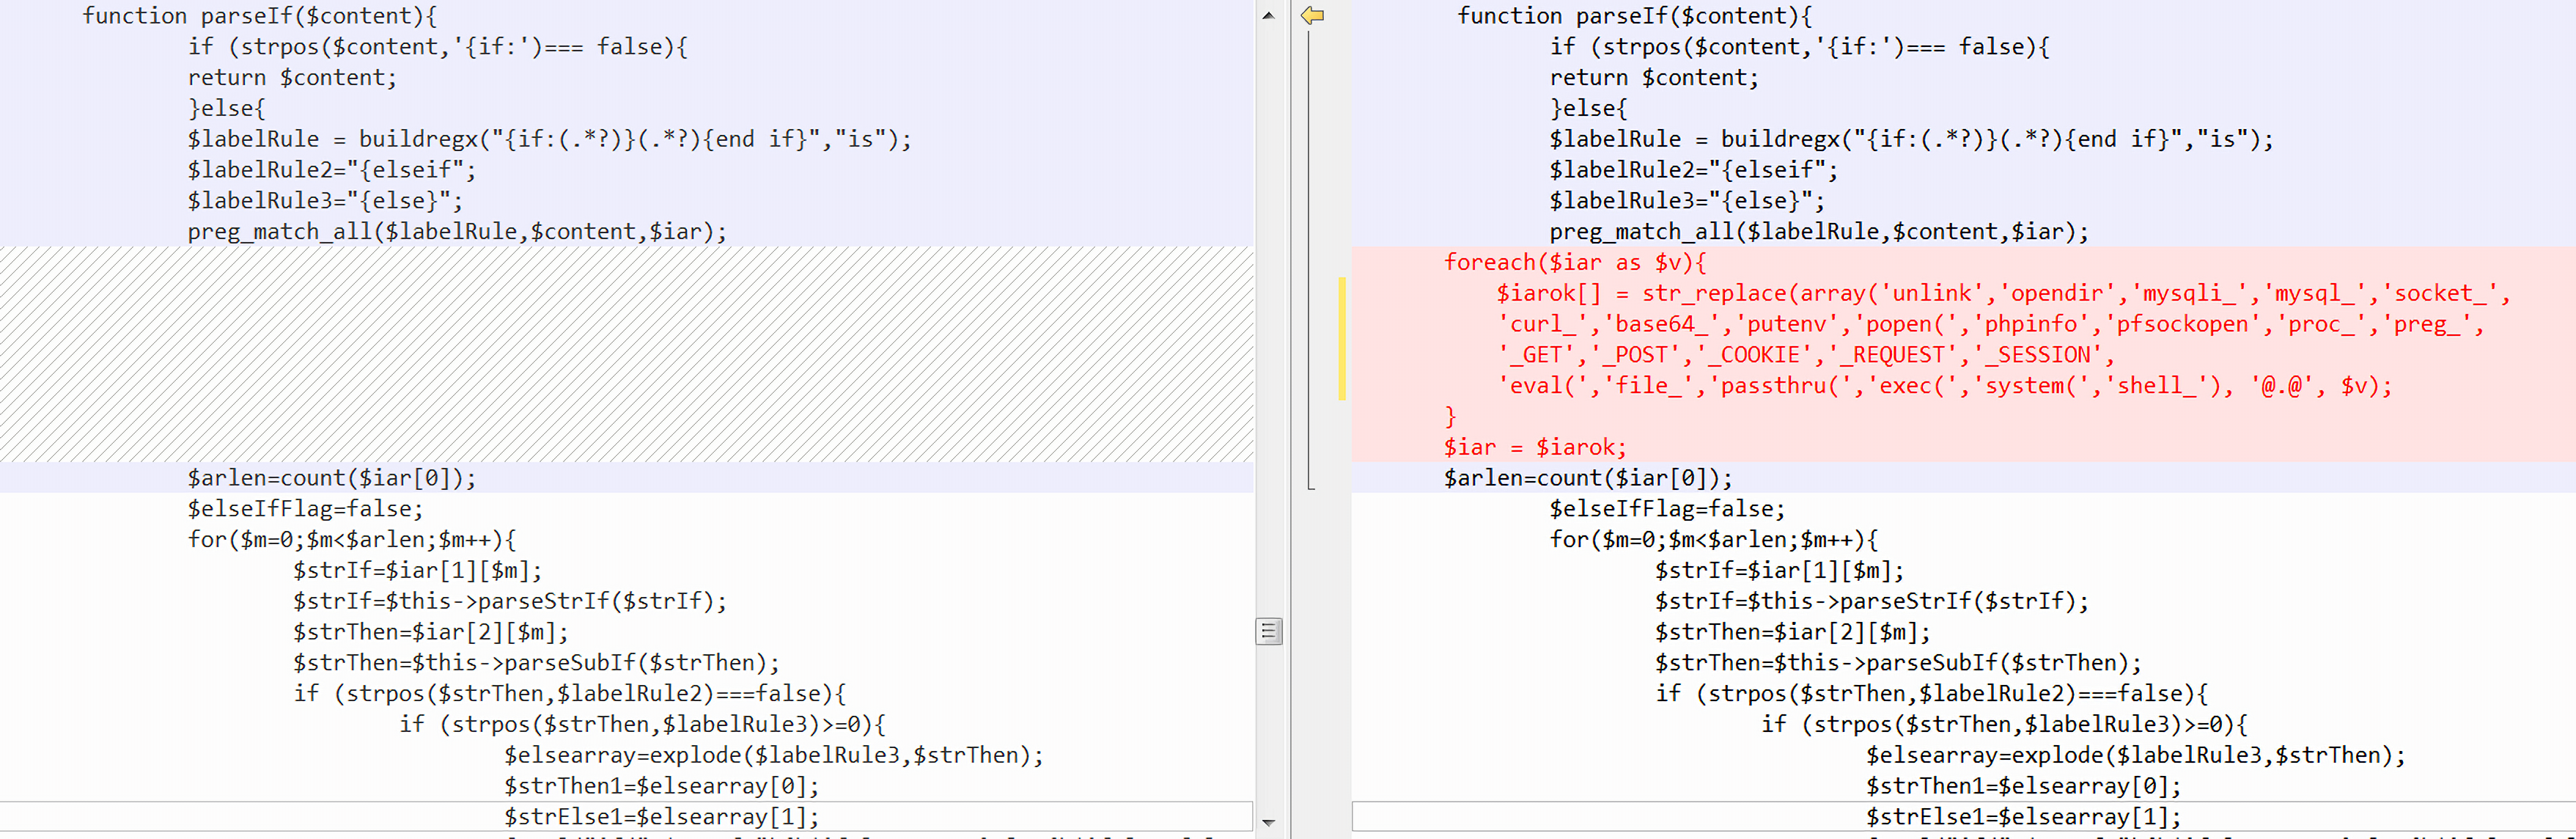 function parseIf($content){
if (strpos($content,'{if:')=== false){
return $content;
}else{
$labelRule = buildregx("{if:(.*?)}(.*?){end if}","is");
$labelRule2="{elseif";
$labelRule3="{else}";
preg_match_all($labelRule,$content,$iar);
$arlen=count($iar[0]);
$elseIfFlag=false;
for($m=0;$m<$arlen;$m++){
$strIf=$iar[1][$m];
$strIf=$this->parseStrIf($strIf);
$strThen=$iar[2][$m];
$strThen=$this->parseSubIf($strThen);
if (strpos($strThen,$labelRule2)===false){
if (strpos($strThen,$labelRule3)>=0){
$elsearray=explode($labelRule3,$strThen);
$strThen1=$elsearray[0];
$strElse1=$elsearray[1];
function parseIf($content){
if (strpos($content,'{if:')=== false){
return $content;
}else{
$labelRule = buildregx("{if:(.*?)}(.*?){end if}","is");
$labelRule2="{elseif";
$labelRule3="{else}";
preg_match_all($labelRule,$content,$iar);
foreach($iar as $v){
$iarok[] = str_replace(array('unlink','opendir','mysqli_','mysql_','socket_',
'curl_','base64_','putenv','popen(','phpinfo','pfsockopen','proc_','preg_',
'_GET','_POST','_COOKIE','_REQUEST','_SESSION',
'eval(','file_','passthru(','exec(','system(','shell_'), '@.@', $v);
}
$iar = $iarok;
$arlen=count($iar[0]);
$elseIfFlag=false;
for($m=0;$m<$arlen;$m++){
$strIf=$iar[1][$m];
$strIf=$this->parseStrIf($strIf);
$strThen=$iar[2][$m];
$strThen=$this->parseSubIf($strThen);
if (strpos($strThen,$labelRule2)===false){
if (strpos($strThen,$labelRule3)>=0){
$elsearray=explode($labelRule3,$strThen);
$strThen1=$elsearray[0];
$strElse1=$elsearray[1];